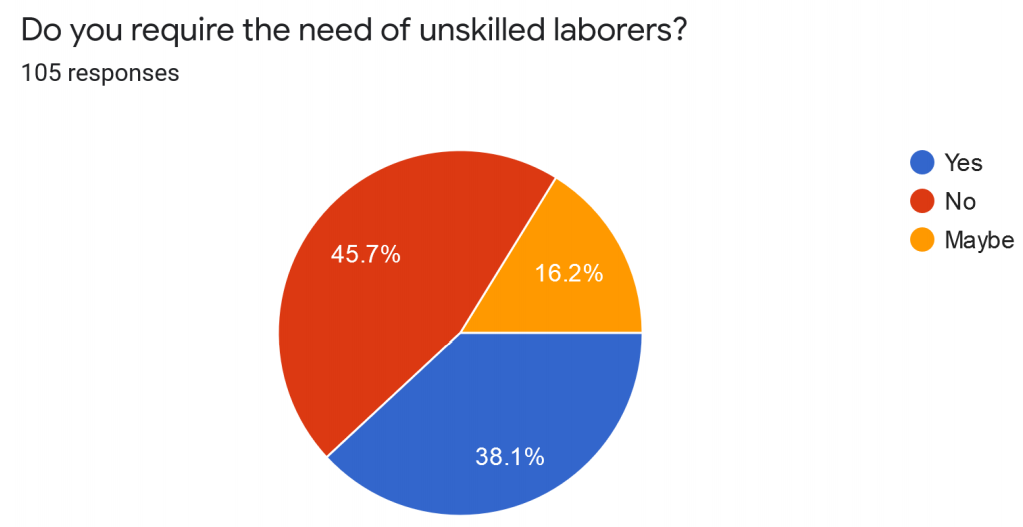 Do you require the need of unskilled laborers?
105 responses
Yes
No
Maybe
45.7%
16.2%
38.1%